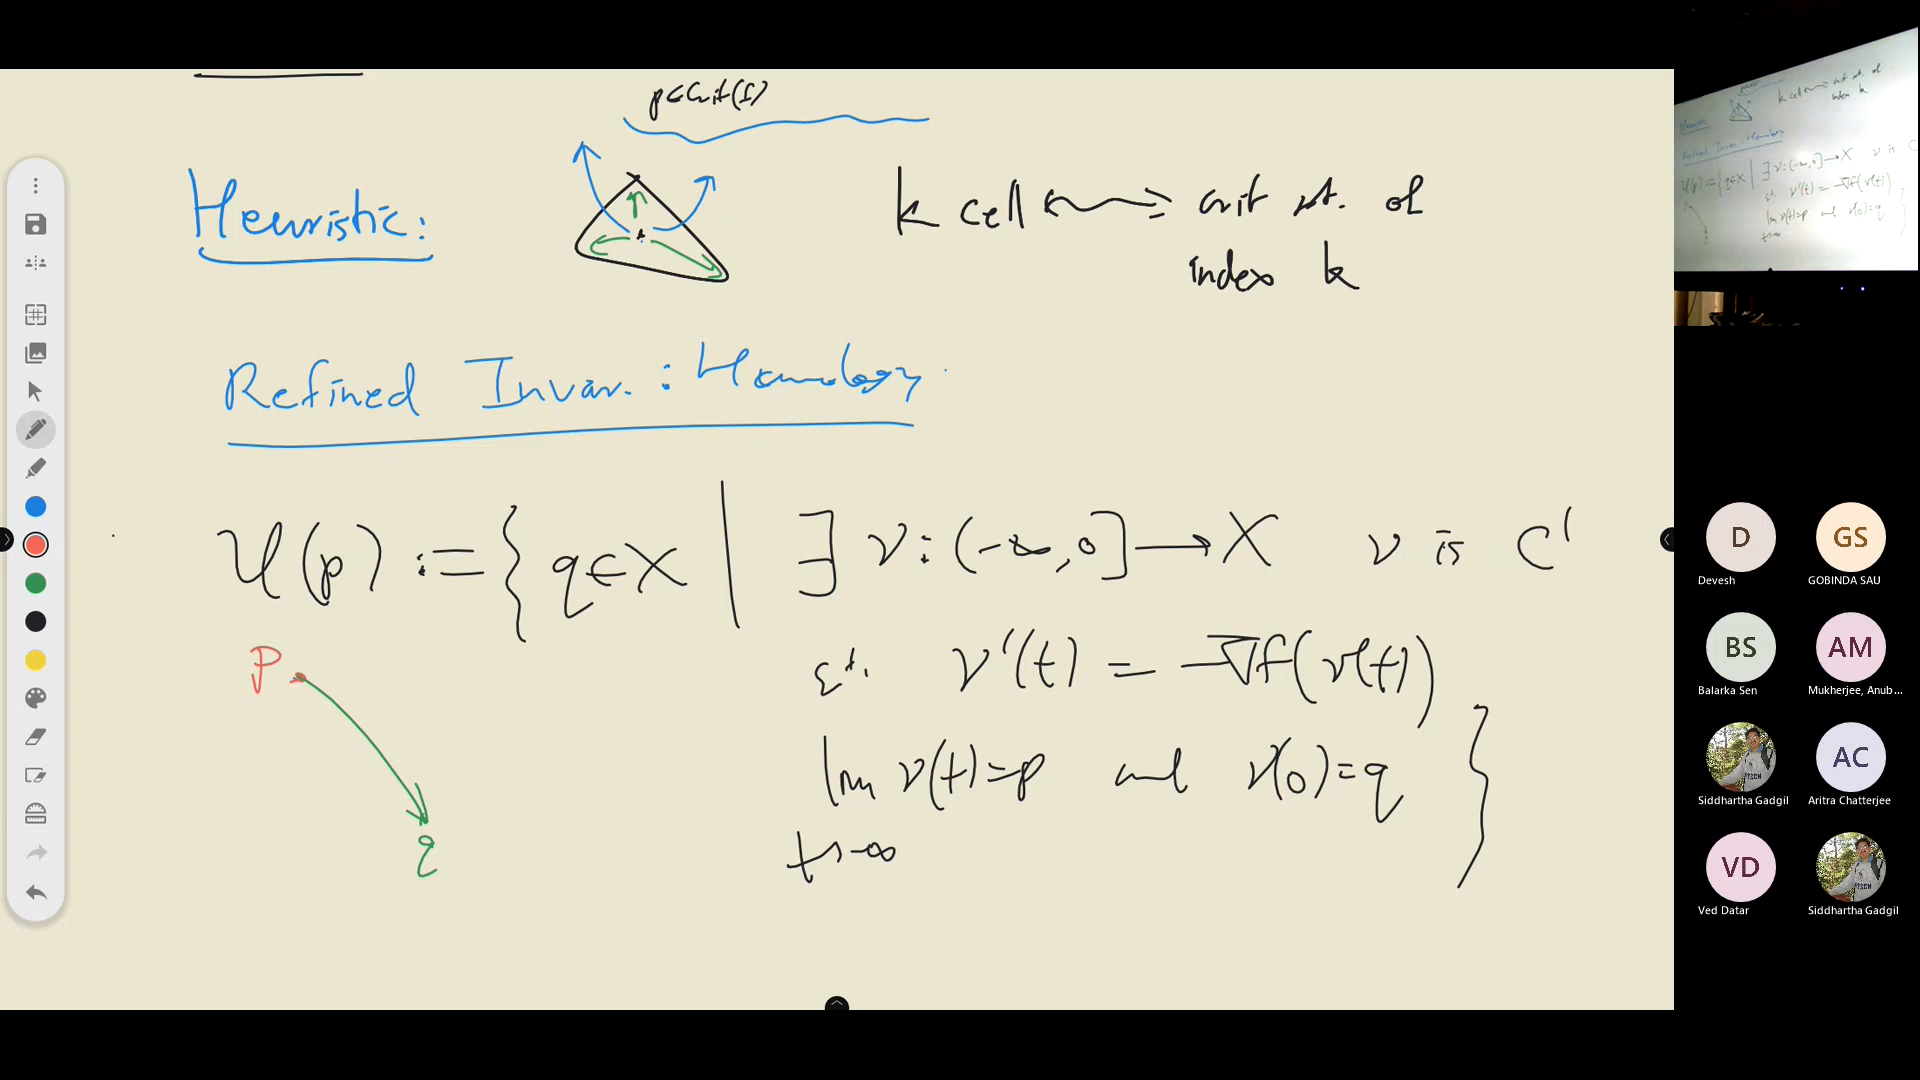 p∈Crit(f)
Heuristic:
k cell ⟷ crit pt. of
index k
Refined Invar.: Homology
U(p) := { q∈X | ∃ ν: (-∞,0] → X ν is C¹
s.t. ν'(t) = -∇f(ν(t))
lim ν(t)=p and ν(0)=q }
t→-∞
P
q
D
Devesh
GS
GOBINDA SAU
BS
Balarka Sen
AM
Mukherjee, Anub...
Siddhartha Gadgil
AC
Aritra Chatterjee
VD
Ved Datar
Siddhartha Gadgil